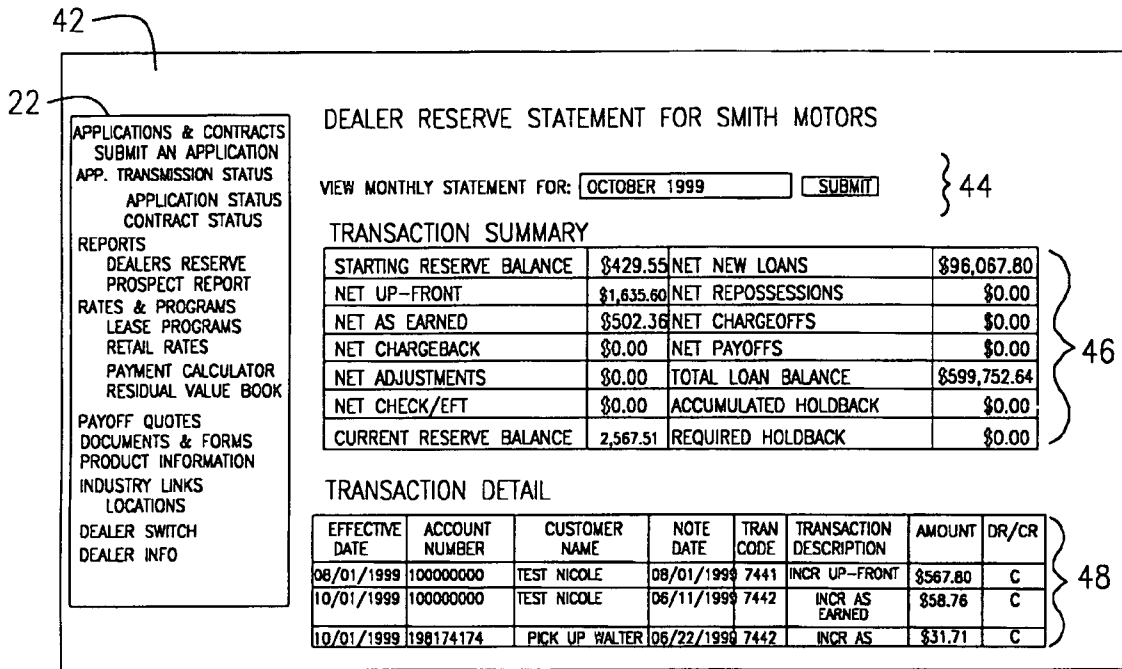 42
22
APPLICATIONS & CONTRACTS
SUBMIT AN APPLICATION
APP. TRANSMISSION STATUS
APPLICATION STATUS
CONTRACT STATUS
REPORTS
DEALERS RESERVE
PROSPECT REPORT
RATES & PROGRAMS
LEASE PROGRAMS
RETAIL RATES
PAYMENT CALCULATOR
RESIDUAL VALUE BOOK
PAYOFF QUOTES
DOCUMENTS & FORMS
PRODUCT INFORMATION
INDUSTRY LINKS
LOCATIONS
DEALER SWITCH
DEALER INFO
DEALER RESERVE STATEMENT FOR SMITH MOTORS
VIEW MONTHLY STATEMENT FOR: OCTOBER 1999 SUBMIT 44
TRANSACTION SUMMARY
STARTING RESERVE BALANCE $429.55 NET NEW LOANS $96,067.80
NET UP-FRONT $1,635.60 NET REPOSSESSIONS $0.00
NET AS EARNED $502.36 NET CHARGEOFFS $0.00
NET CHARGEBACK $0.00 NET PAYOFFS $0.00
46
NET ADJUSTMENTS $0.00 TOTAL LOAN BALANCE $599,752.64
NET CHECK/EFT $0.00 ACCUMULATED HOLDBACK $0.00
CURRENT RESERVE BALANCE 2,567.51 REQUIRED HOLDBACK $0.00
TRANSACTION DETAIL
EFFECTIVE DATE ACCOUNT NUMBER CUSTOMER NAME NOTE DATE TRAN CODE TRANSACTION DESCRIPTION AMOUNT DR/CR
08/01/1999 100000000 TEST NICOLE 08/01/1999 7441 INCR UP-FRONT $567.80 C
48
10/01/1999 100000000 TEST NICOLE 06/11/1999 7442 INCR AS EARNED $58.76 C
10/01/1999 198174174 PICK UP WALTER 06/22/1999 7442 INCR AS $31.71 C